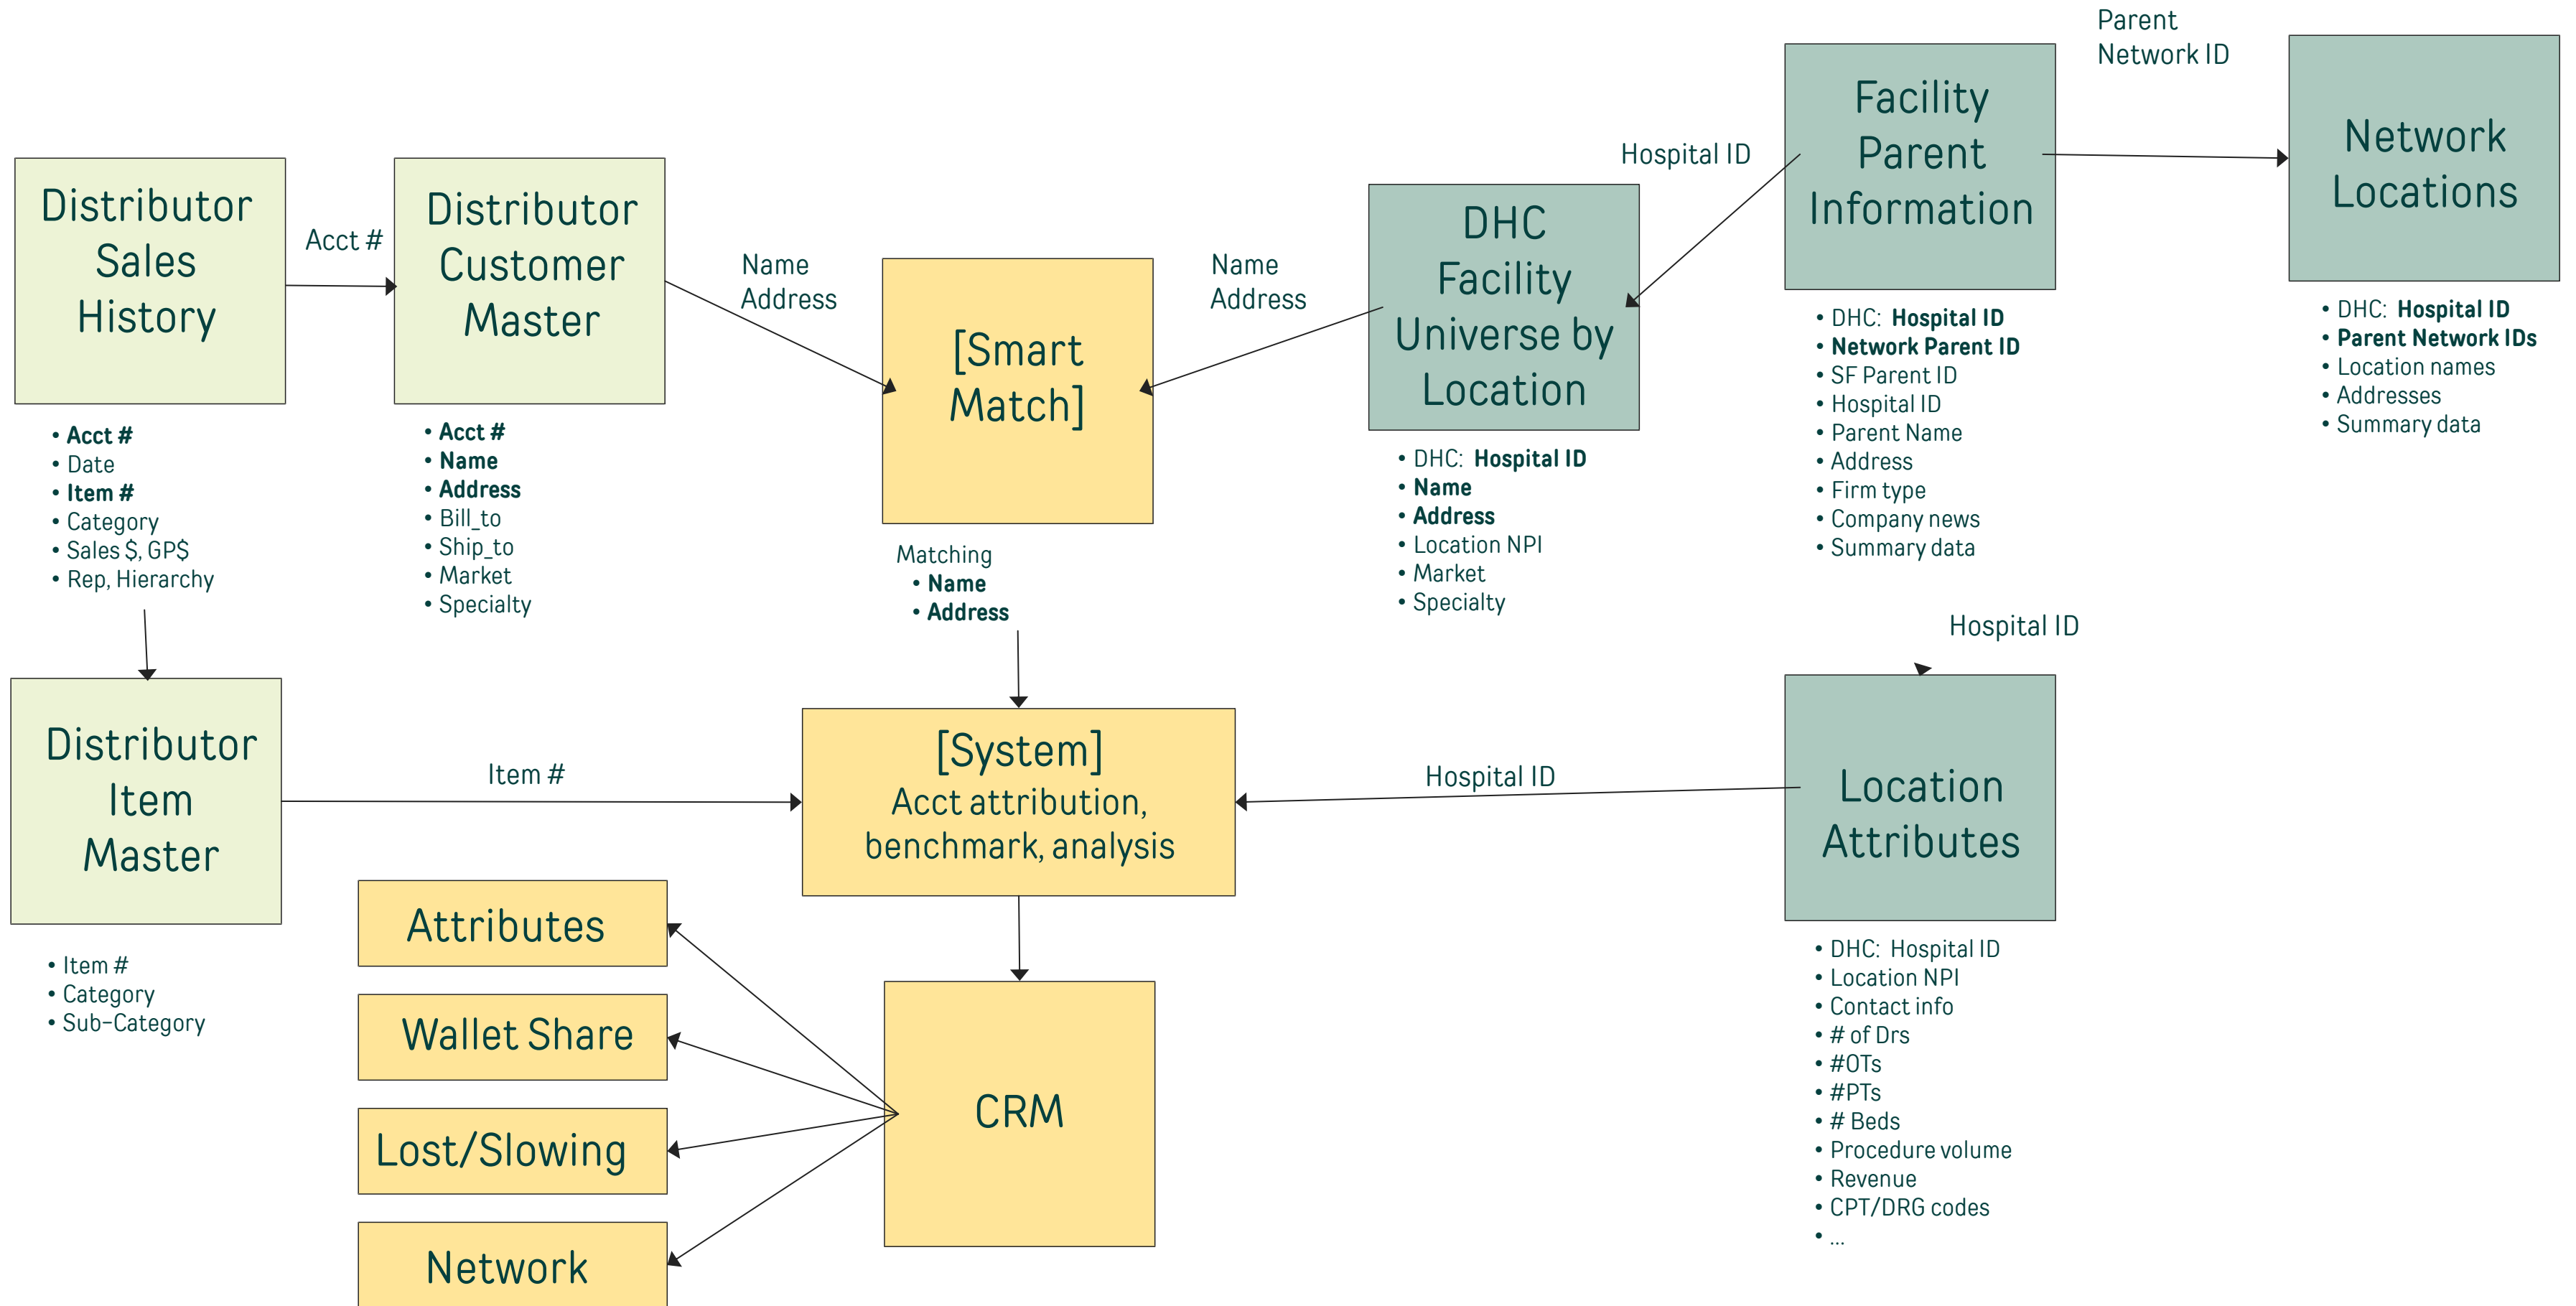 Parent
Network ID
Facility
Parent
Information
Network
Locations
Hospital ID
Distributor
Sales
History
Acct #
Distributor
Customer
Master
Name
Address
[Smart
Match]
Name
Address
DHC
Facility
Universe by
Location
• DHC: Hospital ID
• Parent Network IDs
• Location names
• Addresses
• Summary data
• DHC: Hospital ID
• Network Parent ID
• SF Parent ID
• Hospital ID
• Parent Name
• Address
• Firm type
• Company news
• Summary data
• Acct #
• Date
• Item #
• Category
• Sales $, GP$
• Rep, Hierarchy
• Acct #
• Name
• Address
• Bill_to
• Ship_to
• Market
• Specialty
Matching
• Name
• Address
• DHC: Hospital ID
• Name
• Address
• Location NPI
• Market
• Specialty
Hospital ID
Distributor
Item
Master
Item #
[System]
Acct attribution,
benchmark, analysis
Hospital ID
Location
Attributes
• Item #
• Category
• Sub-Category
Attributes
Wallet Share
Lost/Slowing
Network
CRM
• DHC: Hospital ID
• Location NPI
• Contact info
• # of Drs
• #OTs
• #PTs
• # Beds
• Procedure volume
• Revenue
• CPT/DRG codes
• ...